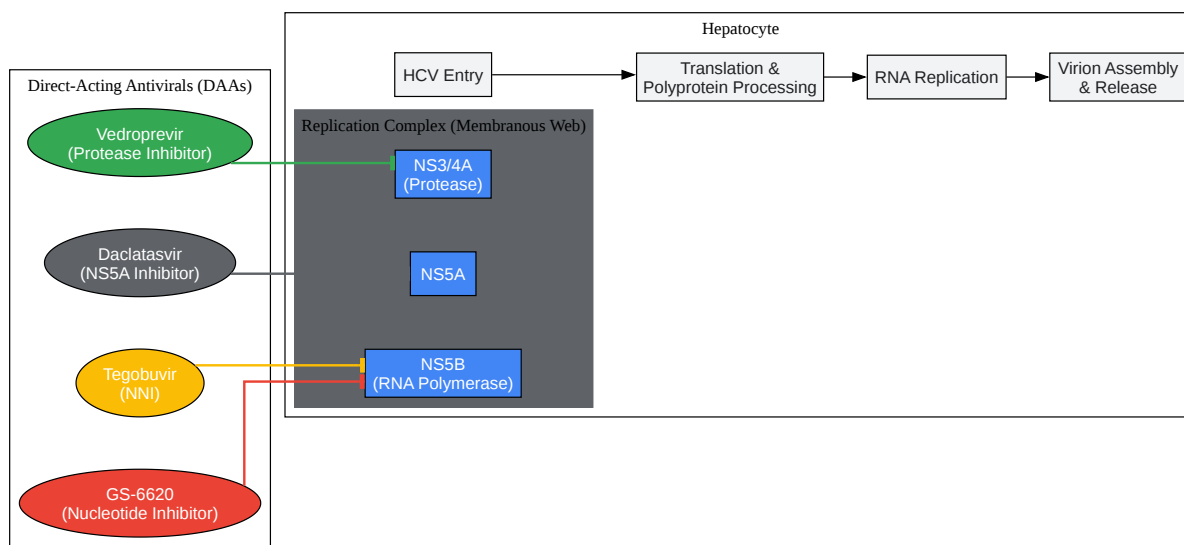 Hepatocyte
HCV Entry
Translation &
Polyprotein Processing
RNA Replication
Virion Assembly
& Release
Direct-Acting Antivirals (DAAs)
Vedroprevir
(Protease Inhibitor)
Daclatasvir
(NS5A Inhibitor)
Tegobuvir
(NNI)
GS-6620
(Nucleotide Inhibitor)
Replication Complex (Membranous Web)
NS3/4A
(Protease)
NS5A
NS5B
(RNA Polymerase)